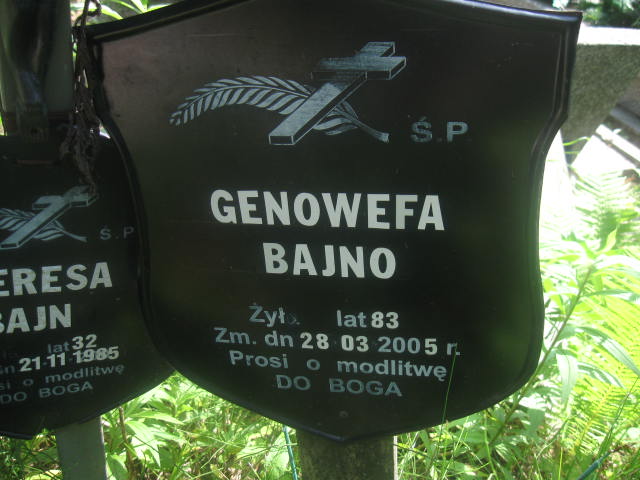 Ś.P.
GENOWEFA
BAJNO
Żył lat 83
Zm. dn 28 03 2005 r.
Prosi o modlitwę
DO BOGA
Ś.P
ERESA
BAJN
lat 32
n 21 11 1985
si o modlitwę
DO BOGA